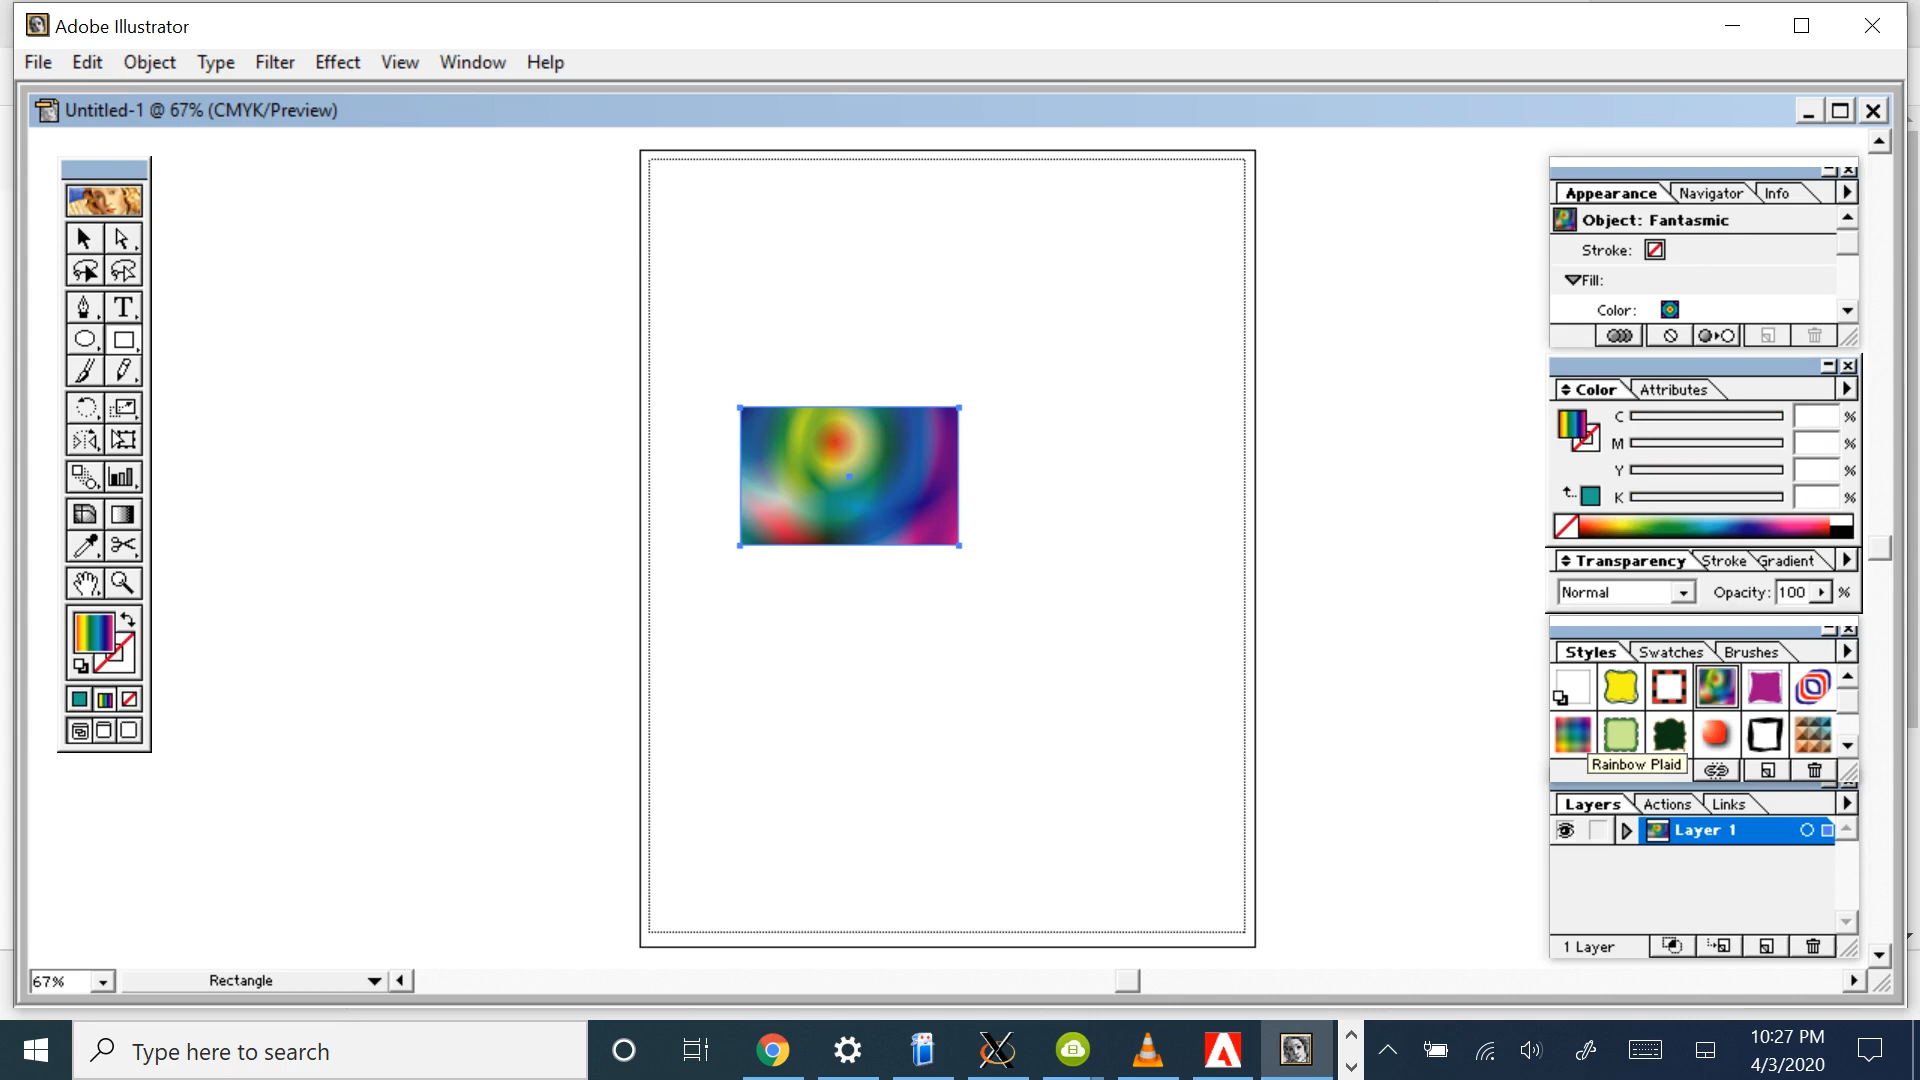 Adobe Illustrator
File Edit Object Type Filter Effect View Window Help
Untitled-1 @ 67% (CMYK/Preview)
T
Appearance Navigator Info
Object: Fantasmic
Stroke:
Fill:
Color:
Color Attributes
C %
M %
Y %
K %
Transparency Stroke Gradient
Normal Opacity: 100 %
Styles Swatches Brushes
Rainbow Plaid
Layers Actions Links
Layer 1
1 Layer
67% Rectangle
Type here to search
10:27 PM
4/3/2020